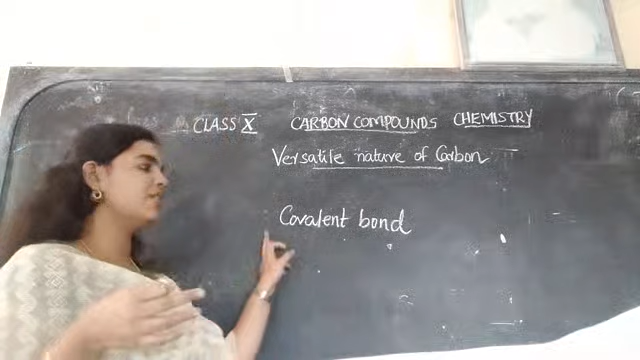 CLASS X CARBON COMPOUNDS CHEMISTRY
Versatile nature of Carbon
Covalent bond